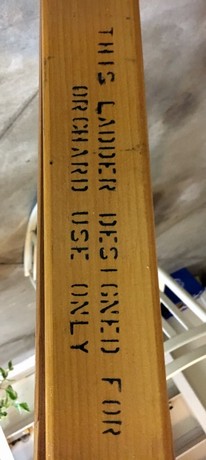 THIS LADDER DESIGNED FOR
ORCHARD USE ONLY